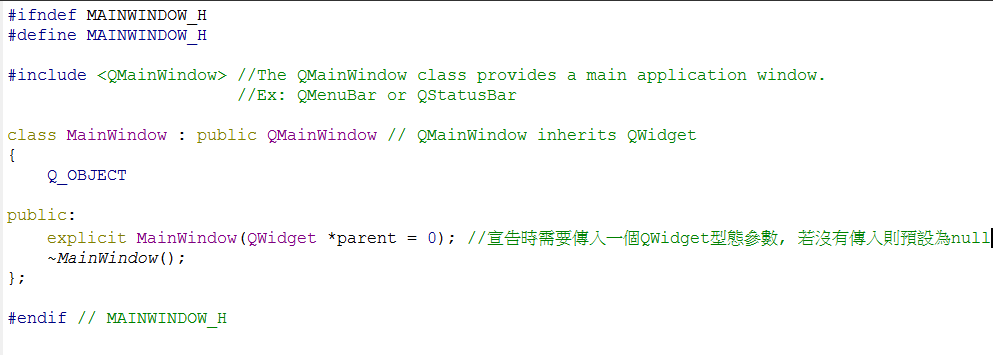 #ifndef MAINWINDOW_H
#define MAINWINDOW_H
#include <QMainWindow> //The QMainWindow class provides a main application window.
//Ex: QMenuBar or QStatusBar
class MainWindow : public QMainWindow // QMainWindow inherits QWidget
{
Q_OBJECT
public:
explicit MainWindow(QWidget *parent = 0); //宣告時需要傳入一個QWidget型態參數, 若沒有傳入則預設為null
~MainWindow();
};
#endif // MAINWINDOW_H